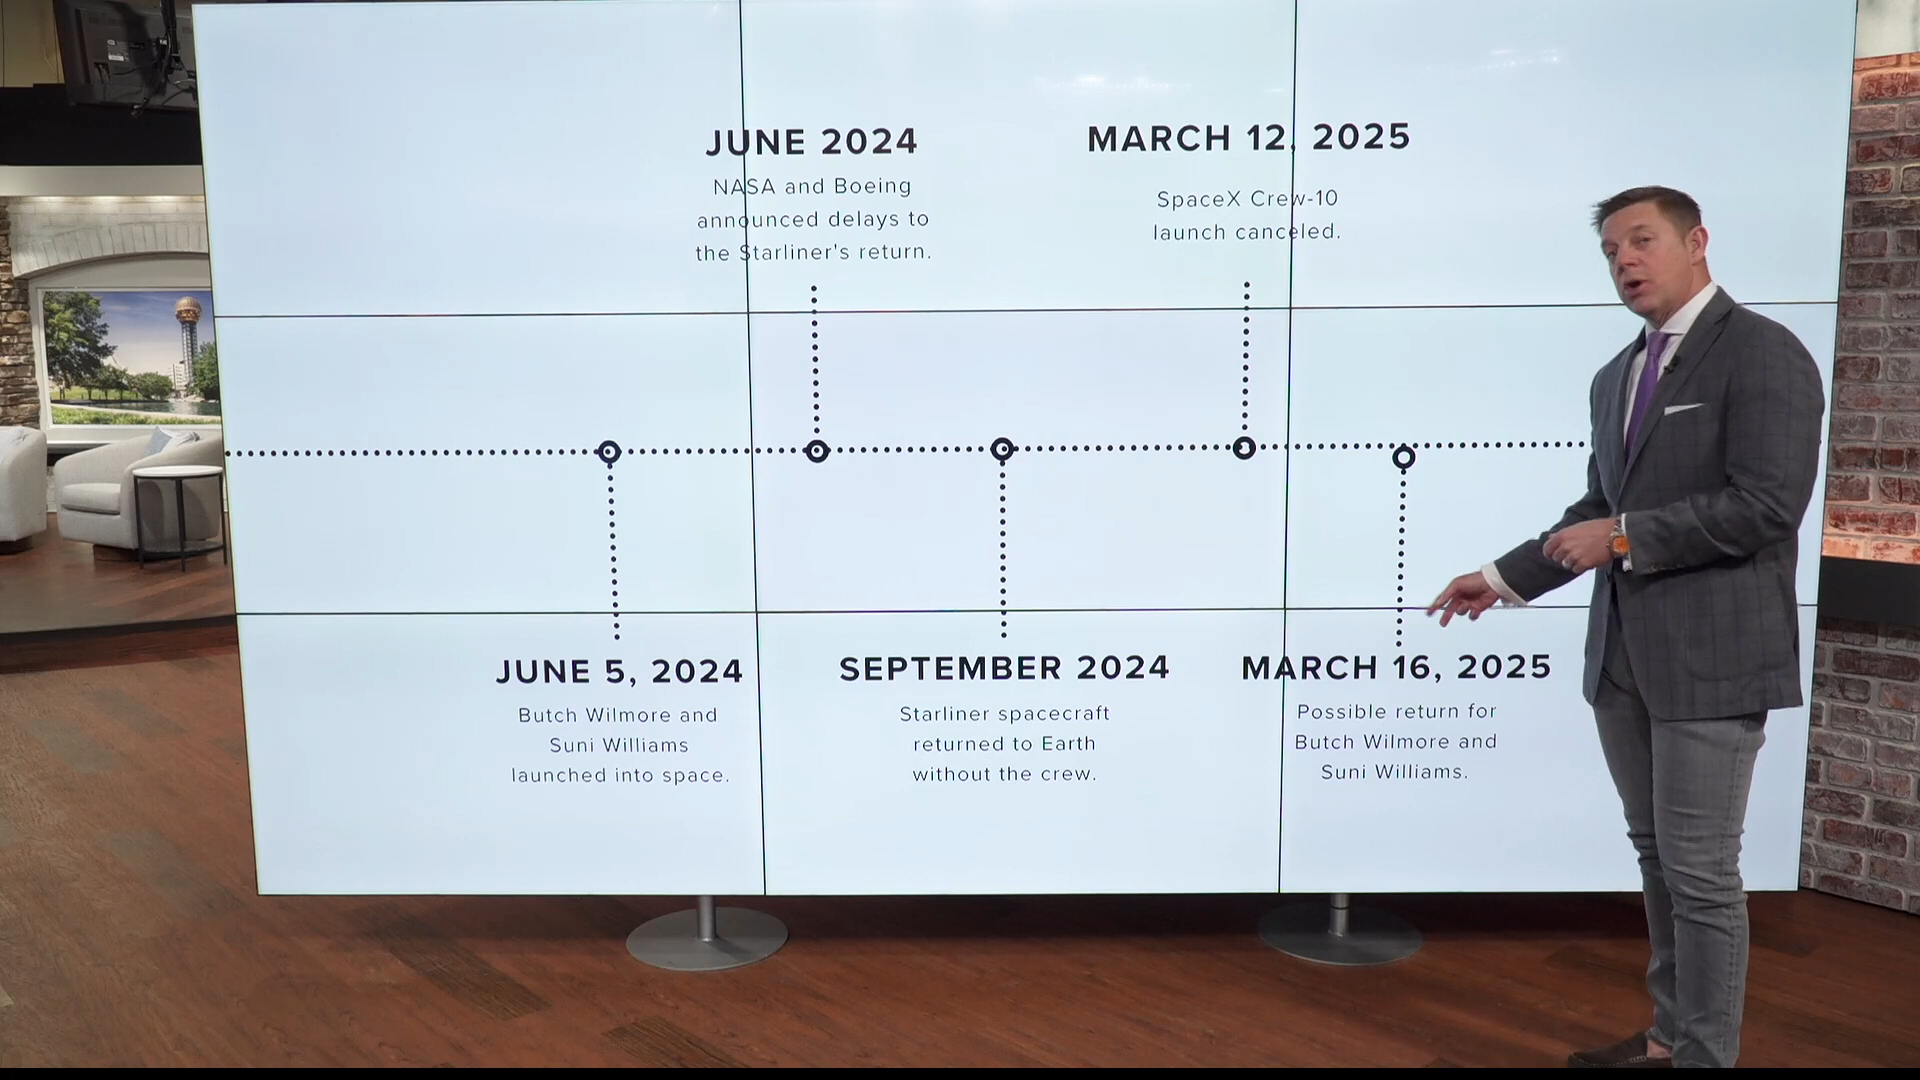 JUNE 2024
NASA and Boeing
announced delays to
the Starliner's return.
MARCH 12, 2025
SpaceX Crew-10
launch canceled.
JUNE 5, 2024
Butch Wilmore and
Suni Williams
launched into space.
SEPTEMBER 2024
Starliner spacecraft
returned to Earth
without the crew.
MARCH 16, 2025
Possible return for
Butch Wilmore and
Suni Williams.